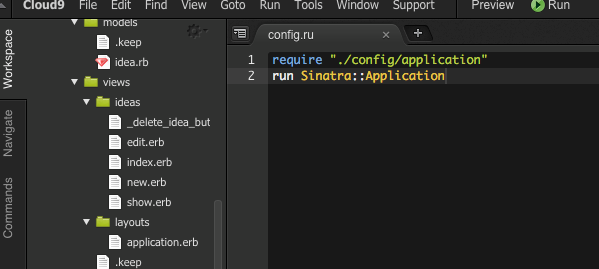 Cloud9 File Edit Find View Goto Tools Window Support Preview Run
Workspace
Navigate
Commands
models
.keep
idea.rb
views
ideas
_delete_idea_but
edit.erb
index.erb
new.erb
show.erb
layouts
application.erb
.keep
config.ru
1 require "./config/application"
2 run Sinatra::Application